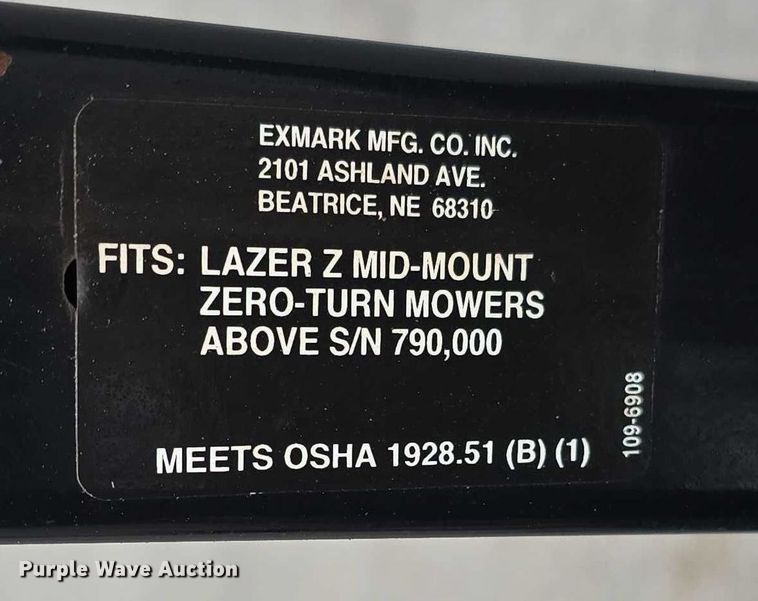 EXMARK MFG. CO. INC.
2101 ASHLAND AVE.
BEATRICE, NE 68310
FITS: LAZER Z MID-MOUNT
ZERO-TURN MOWERS
ABOVE S/N 790,000
MEETS OSHA 1928.51 (B) (1)
109-6908
Purple Wave Auction